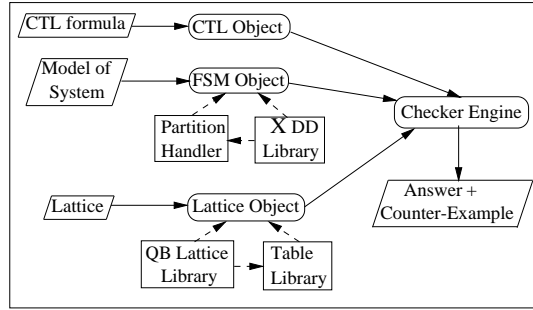 CTL formula
CTL Object
Model of
System
FSM Object
Partition
Handler
X DD
Library
Checker Engine
Answer +
Counter-Example
Lattice
Lattice Object
QB Lattice
Library
Table
Library